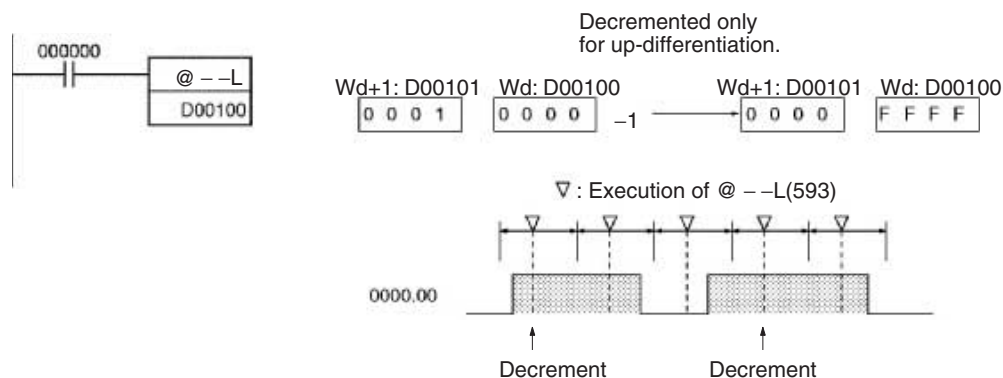 000000
@ – –L
D00100
Decremented only
for up-differentiation.
Wd+1: D00101 Wd: D00100 Wd+1: D00101 Wd: D00100
0 0 0 1 0 0 0 0 –1 0 0 0 0 F F F F
▽ : Execution of @ – –L(593)
0000.00
Decrement Decrement